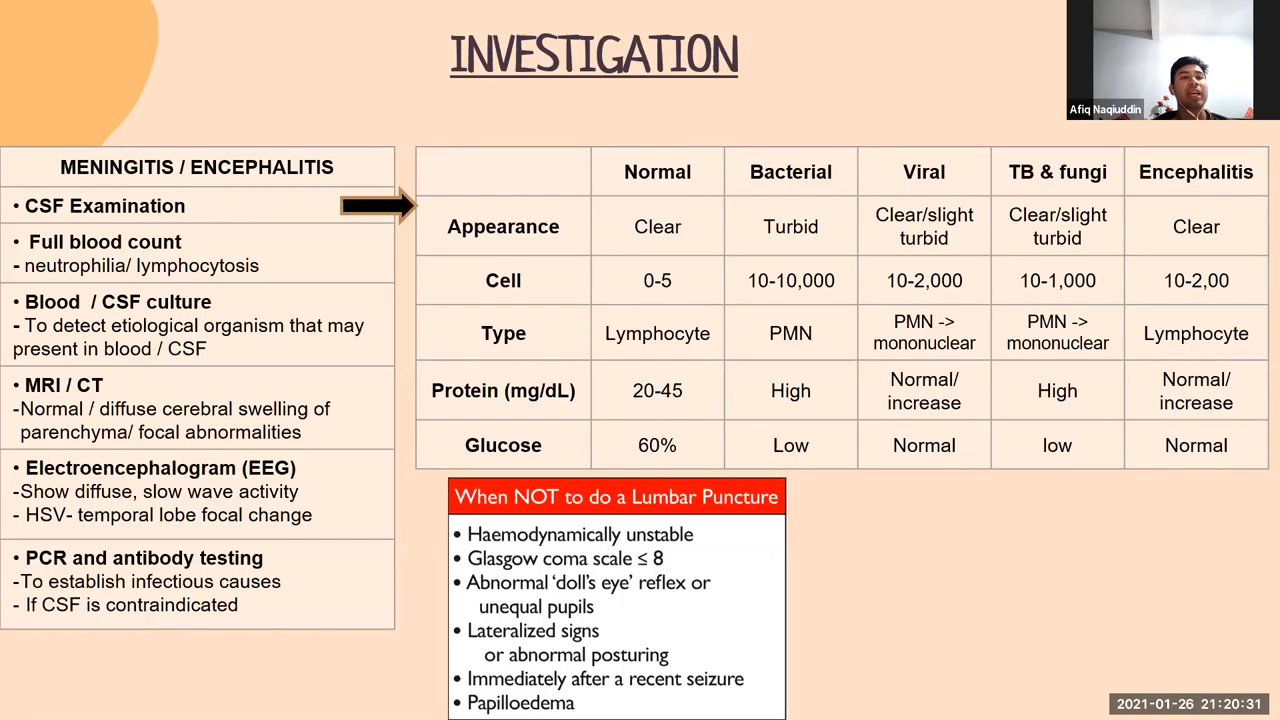 INVESTIGATION
Afiq Naqiuddin
MENINGITIS / ENCEPHALITIS
• CSF Examination
• Full blood count
- neutrophilia/ lymphocytosis
• Blood / CSF culture
- To detect etiological organism that may
present in blood / CSF
• MRI / CT
-Normal / diffuse cerebral swelling of
parenchyma/ focal abnormalities
• Electroencephalogram (EEG)
-Show diffuse, slow wave activity
- HSV- temporal lobe focal change
• PCR and antibody testing
-To establish infectious causes
- If CSF is contraindicated
Normal Bacterial Viral TB & fungi Encephalitis
Appearance Clear Turbid Clear/slight turbid Clear/slight turbid Clear
Cell 0-5 10-10,000 10-2,000 10-1,000 10-2,00
Type Lymphocyte PMN PMN -> mononuclear PMN -> mononuclear Lymphocyte
Protein (mg/dL) 20-45 High Normal/ increase High Normal/ increase
Glucose 60% Low Normal low Normal
When NOT to do a Lumbar Puncture
• Haemodynamically unstable
• Glasgow coma scale ≤ 8
• Abnormal ‘doll’s eye’ reflex or
unequal pupils
• Lateralized signs
or abnormal posturing
• Immediately after a recent seizure
• Papilloedema
2021-01-26 21:20:31